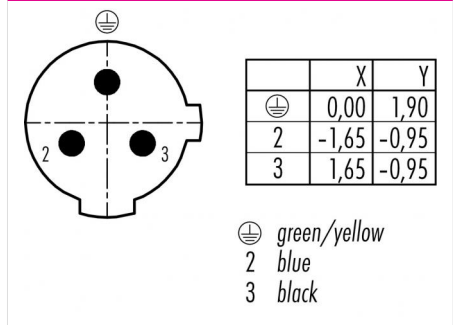 ⏚
2 3
X Y
⏚ 0,00 1,90
2 -1,65 -0,95
3 1,65 -0,95
⏚ green/yellow
2 blue
3 black